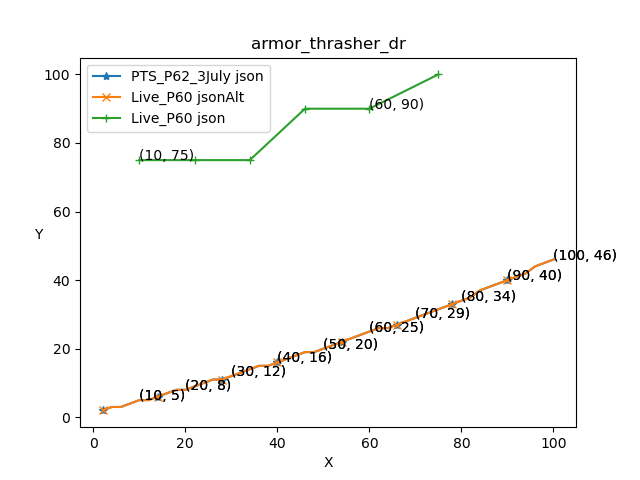 armor_thrasher_dr
PTS_P62_3July json
Live_P60 jsonAlt
Live_P60 json
100
80
60
40
20
0
Y
(10, 75)
(60, 90)
(10, 5)
(20, 8)
(30, 12)
(40, 16)
(50, 20)
(60, 25)
(70, 29)
(80, 34)
(90, 40)
(100, 46)
0 20 40 60 80 100
X